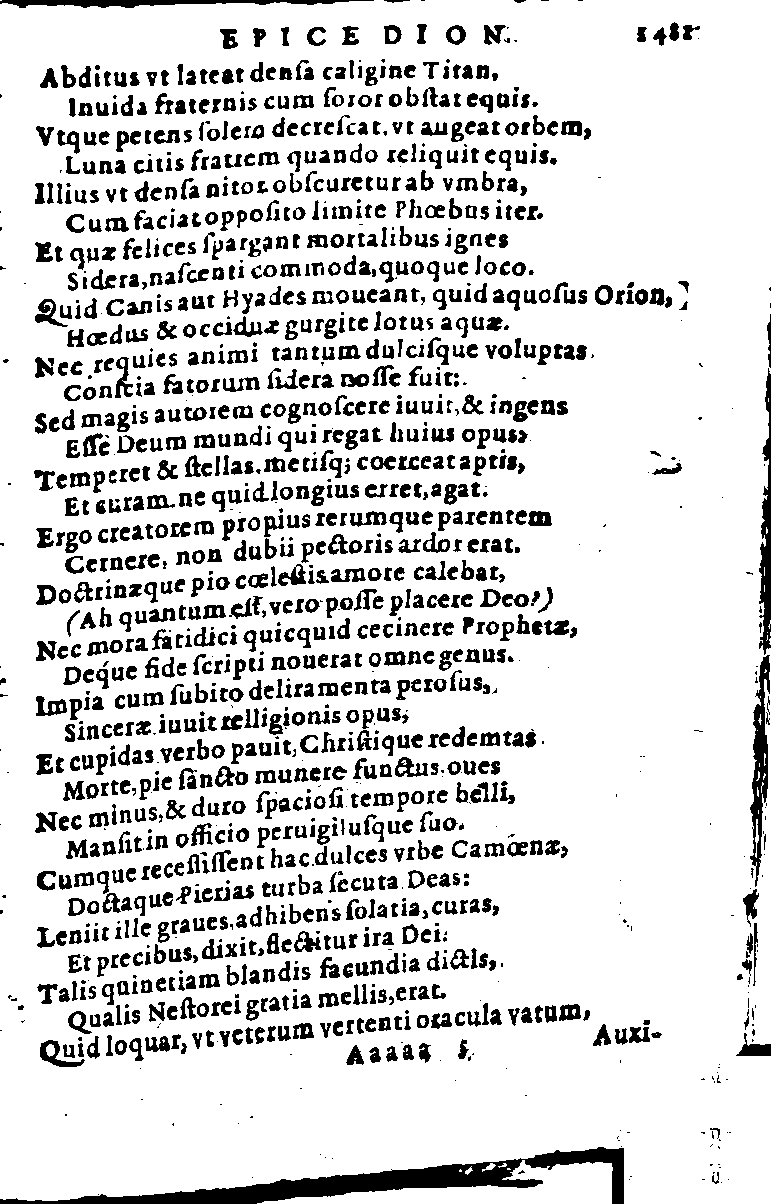 EPICEDION. 1481
Abditus vt lateat denſa caligine Titan,
Inuida fraternis cum ſoror obſtat equis.
Vtque petens ſolem decreſcat, vt augeat orbem,
Luna citis fratrem quando reliquit equis.
Illius vt denſa nitor obſcuretur ab vmbra,
Cum faciat oppoſito limite Phœbus iter.
Et quæ felices ſpargant mortalibus ignes
Sidera, naſcenti commoda, quoque loco.
Quid Canis aut Hyades moueant, quid aquoſus Orion,
Hœdus & occiduæ gurgite lotus aquæ.
Nec requies animi tantum dulciſque voluptas
Conſcia fatorum ſidera noſſe fuit:
Sed magis autorem cognoſcere iuuit, & ingens
Eſſe Deum mundi qui regat huius opus,
Temperet & ſtellas, metiſq; coerceat aptis,
Et curam ne quid longius erret, agat.
Ergo creatorem propius rerumque parentem
Cernere, non dubii pectoris ardor erat.
Doctrinæque pio cœleſtis amore calebat,
(Ah quantum eſt, vero poſſe placere Deo?)
Nec mora fatidici quicquid cecinere Prophetæ,
Deque fide ſcripti nouerat omne genus.
Impia cum ſubito deliramenta peroſus,
Sinceræ iuuit relligionis opus,
Et cupidas verbo pauit, Chriſtique redemtas
Morte, pie ſancto munere functus oues
Nec minus, & duro ſpacioſi tempore belli,
Manſit in officio peruigil uſque ſuo.
Cumque receſſiſſent hac dulces vrbe Camœnæ,
Doctaque Pierias turba ſecuta Deas:
Leniit ille graues, adhibens ſolatia, curas,
Et precibus, dixit, flectitur ira Dei.
Talis quinetiam blandis facundia dictis,
Qualis Neſtorei gratia mellis, erat.
Quid loquar, vt veterum vertenti oracula vatum,
Aaaaa 5 Auxi-